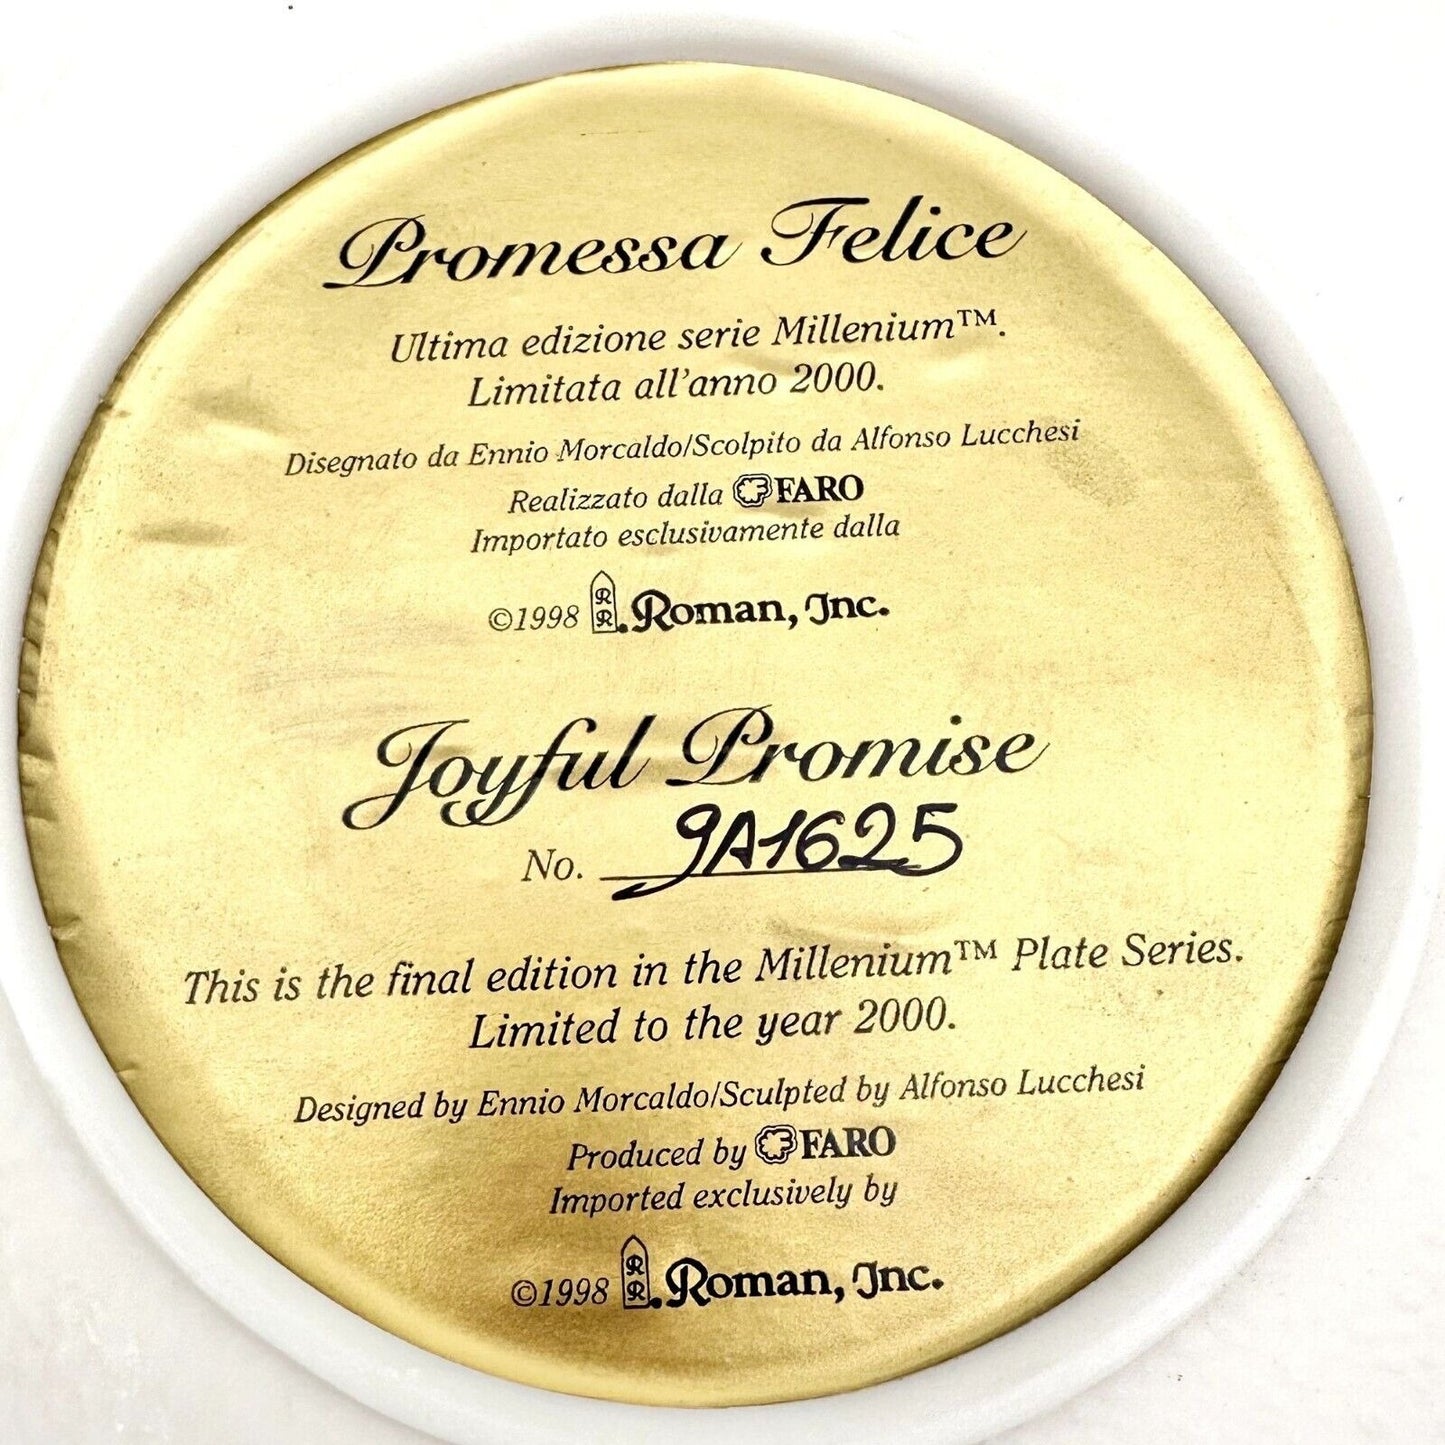 Promessa Felice
Ultima edizione serie Millenium™.
Limitata all'anno 2000.
Disegnato da Ennio Morcaldo/Scolpito da Alfonso Lucchesi
Realizzato dalla FARO
Importato esclusivamente dalla
©1998 RR. Roman, Inc.
Joyful Promise
No. 9A1625
This is the final edition in the Millenium™ Plate Series.
Limited to the year 2000.
Designed by Ennio Morcaldo/Sculpted by Alfonso Lucchesi
Produced by FARO
Imported exclusively by
©1998 RR. Roman, Inc.